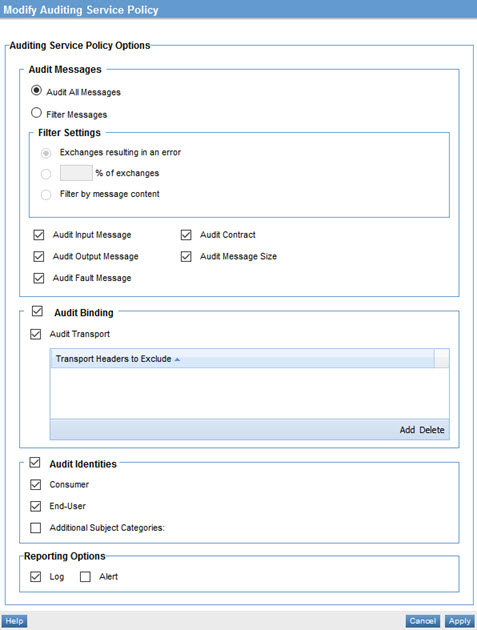 Modify Auditing Service Policy
Auditing Service Policy Options
Audit Messages
Audit All Messages
Filter Messages
Filter Settings
Exchanges resulting in an error
% of exchanges
Filter by message content
Audit Input Message Audit Contract
Audit Output Message Audit Message Size
Audit Fault Message
Audit Binding
Audit Transport
Transport Headers to Exclude
Add Delete
Audit Identities
Consumer
End-User
Additional Subject Categories:
Reporting Options
Log Alert
Help Cancel Apply